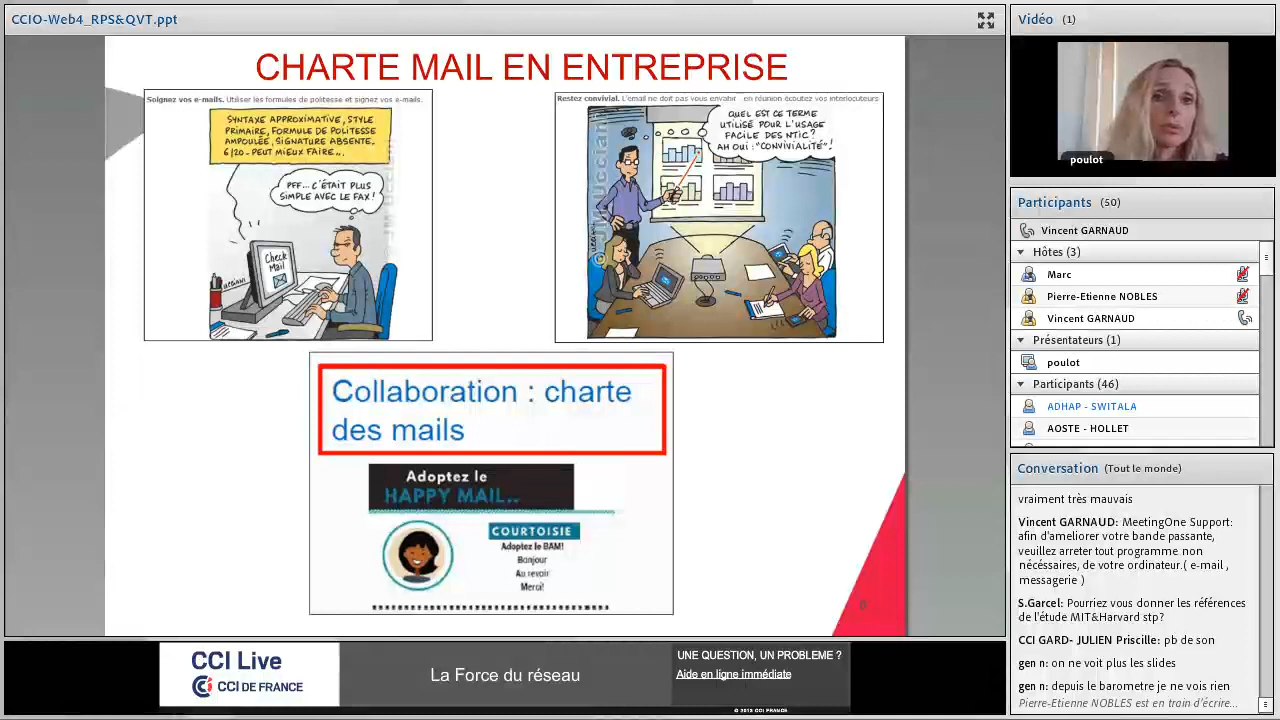 CCIO-Web4_RPS&QVT.ppt
CHARTE MAIL EN ENTREPRISE
Soignez vos e-mails. Utiliser les formules de politesse et signez vos e-mails.
SYNTAXE APPROXIMATIVE, STYLE
PRIMAIRE, FORMULE DE POLITESSE
AMPOULÉE, SIGNATURE ABSENTE,
6/20 - PEUT MIEUX FAIRE...
PFF... C'ÉTAIT PLUS
SIMPLE AVEC LE FAX!
Check
Mail
Restez convivial. L'email ne doit pas vous envahir en réunion écoutez vos interlocuteurs
QUEL EST CE TERME
UTILISÉ POUR L'USAGE
FACILE DES NTIC?
AH OUI : "CONVIVIALITÉ"!
Collaboration : charte
des mails
Adoptez le
HAPPY MAIL..
COURTOISIE
Adoptez le BAM!
Bonjour
Au revoir
Merci!
CCI Live
CCI DE FRANCE
La Force du réseau
UNE QUESTION, UN PROBLEME ?
Aide en ligne immédiate
© 2013 CCI FRANCE
Vidéo (1)
poulot
Participants (50)
Vincent GARNAUD
Hôtes (3)
Marc
Pierre-Etienne NOBLES
Vincent GARNAUD
Présentateurs (1)
poulot
Participants (46)
ADHAP - SWITALA
AOSTE - HOLLET
Conversation (Tout le monde)
vraiment très mauvais
Vincent GARNAUD: MeetingOne Support:
afin d'ameliorer votre bande passante,
veuillez arreter tout programme non
nécessaires, de votre ordinateur.( e-mail,
messagerie )
S.Garcel: Pourriez vous donner les références
de l'étude MIT&Harvard stp?
CCI GARD- JULIEN Priscille: pb de son
gen n: on ne voit plus les slides
gen n: depuis le barometre je ne vois rien
Pierre-Etienne NOBLES est en train d'écrire...